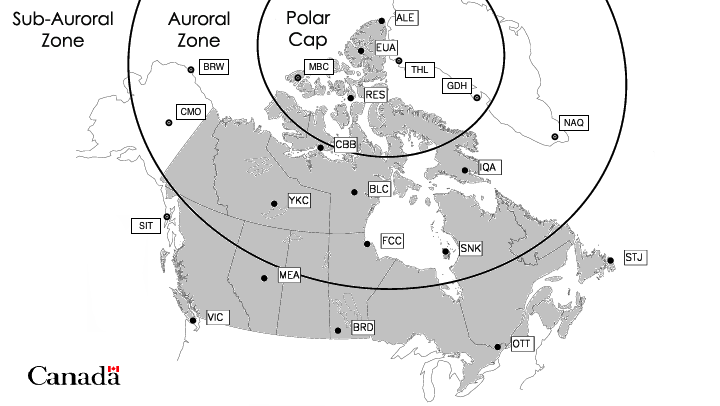 Sub-Auroral
Zone
Auroral
Zone
Polar
Cap
ALE
EUA
BRW
MBC
THL
GDH
RES
CMO
NAQ
CBB
IQA
BLC
YKC
SIT
FCC
SNK
STJ
MEA
VIC
BRD
OTT
Canada